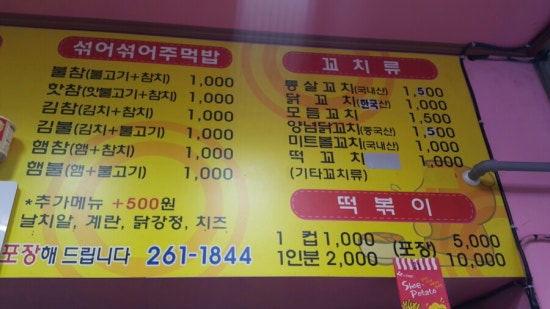 섞어섞어주먹밥
불참(불고기+참치) 1,000
핫참(핫불고기+참치) 1,000
김참(김치+참치) 1,000
김불(김치+불고기) 1,000
햄참(햄+참치) 1,000
햄불(햄+불고기) 1,000
*추가메뉴 +500원
날치알, 계란, 닭강정, 치즈
포장해 드립니다 261-1844
꼬치류
통살꼬치(국내산) 1,500
닭 꼬 치(한국산) 1,000
모듬꼬치 1,500
양념닭꼬치(중국산) 1,500
미트볼꼬치(국내산) 1,000
떡 꼬 치 1,000
(기타꼬치류)
떡볶이
1 컵 1,000 (포장) 5,000
1인분 2,000 10,000
Shoe-
Potato